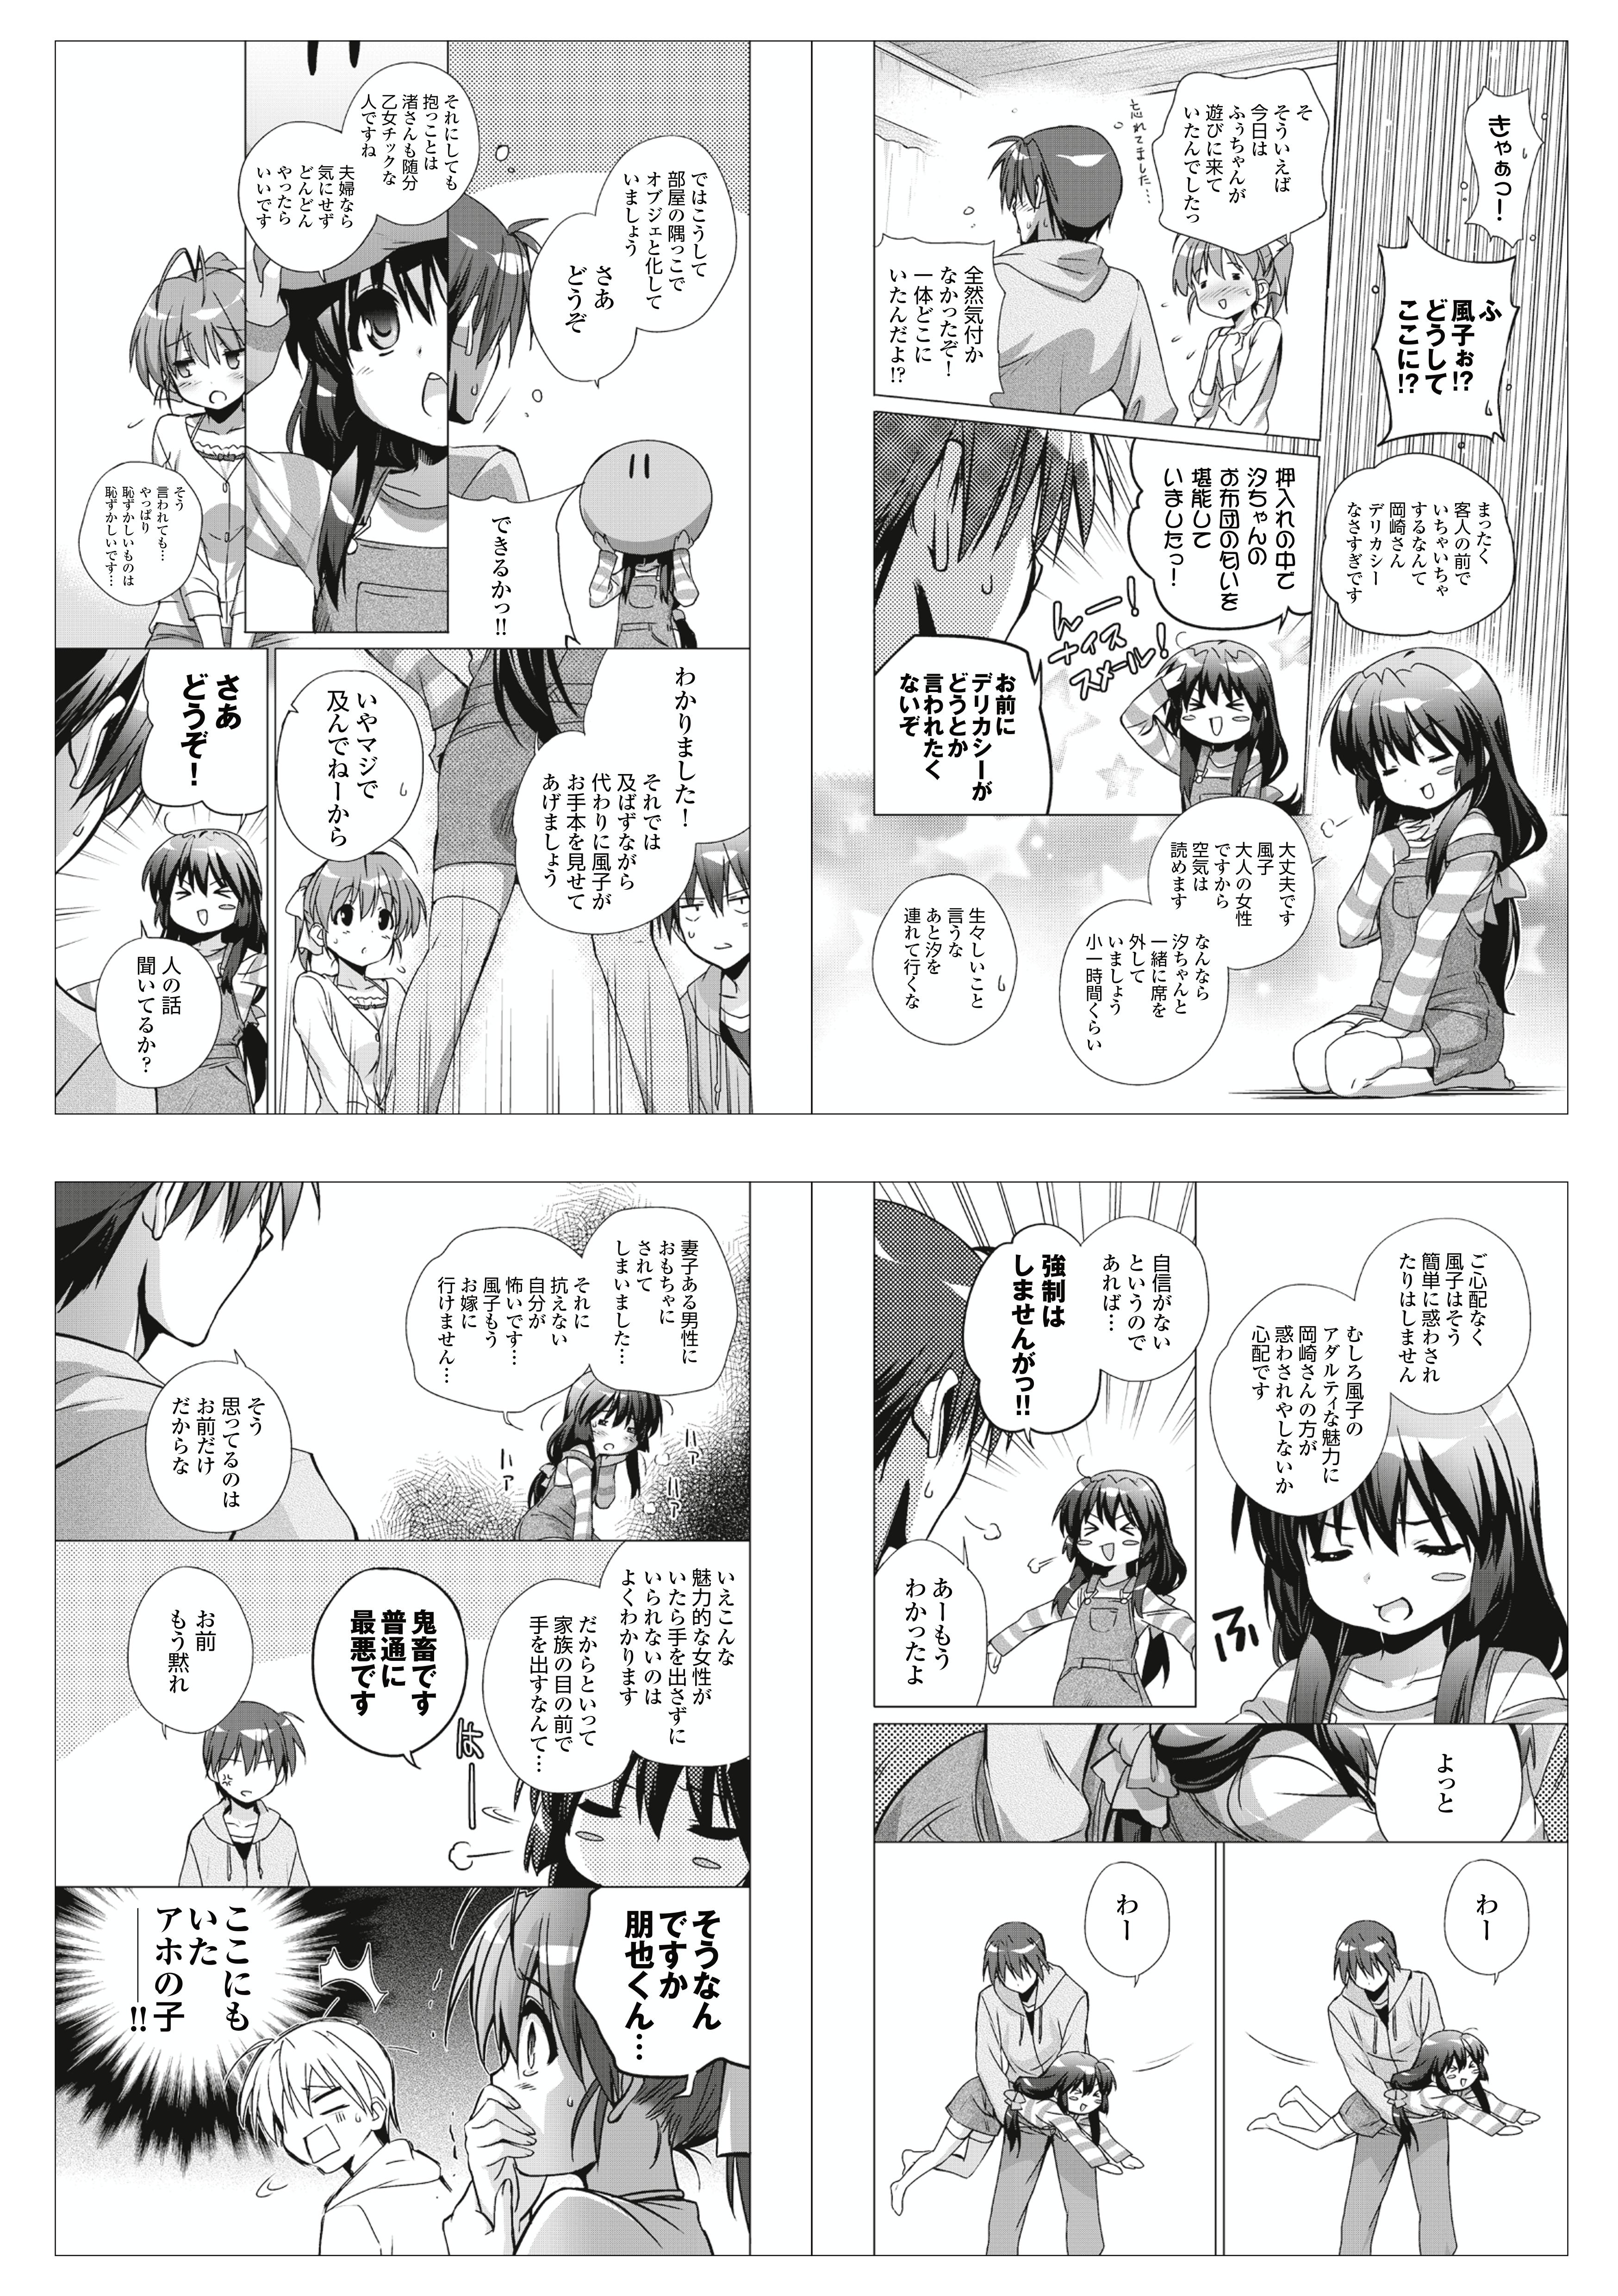 きゃぁっ！
ふ
風子ぉ!?
どうして
ここに!?
そ
そういえば
今日は
ふぅちゃんが
遊びに来て
いたんでしたっ
忘れてました…
全然気付か
なかったぞ！
一体どこに
いたんだよ!?
まったく
客人の前で
いちゃいちゃ
するなんて
岡崎さん
デリカシー
なさすぎです
押入れの中で
汐ちゃんの
お布団の匂いを
堪能して
いましたっ！
んー！
ナイス
スメール！
お前に
デリカシーが
どうとか
言われたく
ないぞ
大丈夫です
風子
大人の女性
ですから
空気は
読めます
なんなら
汐ちゃんと
一緒に席を
外して
いましょう
小一時間くらい
生々しいこと
言うな
あと汐を
連れて行くな
ではこうして
部屋の隅っこで
オブジェと化して
いましょう
さあ
どうぞ
できるかっ!!
それにしても
抱っことは
渚さんも随分
乙女チックな
人ですね
夫婦なら
気にせず
どんどん
やったら
いいです
そう
言われても…
やっぱり
恥ずかしいものは
恥ずかしいです…
わかりました！
それでは
及ばずながら
代わりに風子が
お手本を見せて
あげましょう
いやマジで
及んでねーから
さあ
どうぞ！
人の話
聞いてるか？
ご心配なく
風子はそう
簡単に惑わされ
たりはしません
むしろ風子の
アダルティな魅力に
岡崎さんの方が
惑わされやしないか
心配です
ふ
自信がない
というので
あれば…
強制は
しませんがっ!!
あーもう
わかったよ
よっと
わー
わー
妻子ある男性に
おもちゃに
されて
しまいました…
それに
抗えない
自分が
怖いです…
風子もう
お嫁に
行けません…
ハァ
ハァ
ハァ
そう
思ってるのは
お前だけ
だからな
いえこんな
魅力的な女性が
いたら手を出さずに
いられないのは
よくわかります
だからといって
家族の目の前で
手を出すなんて…
はー
鬼畜です
普通に
最悪です
お前
もう黙れ
そうなん
ですか
朋也くん…
ここにも
いた
アホの子
――!!